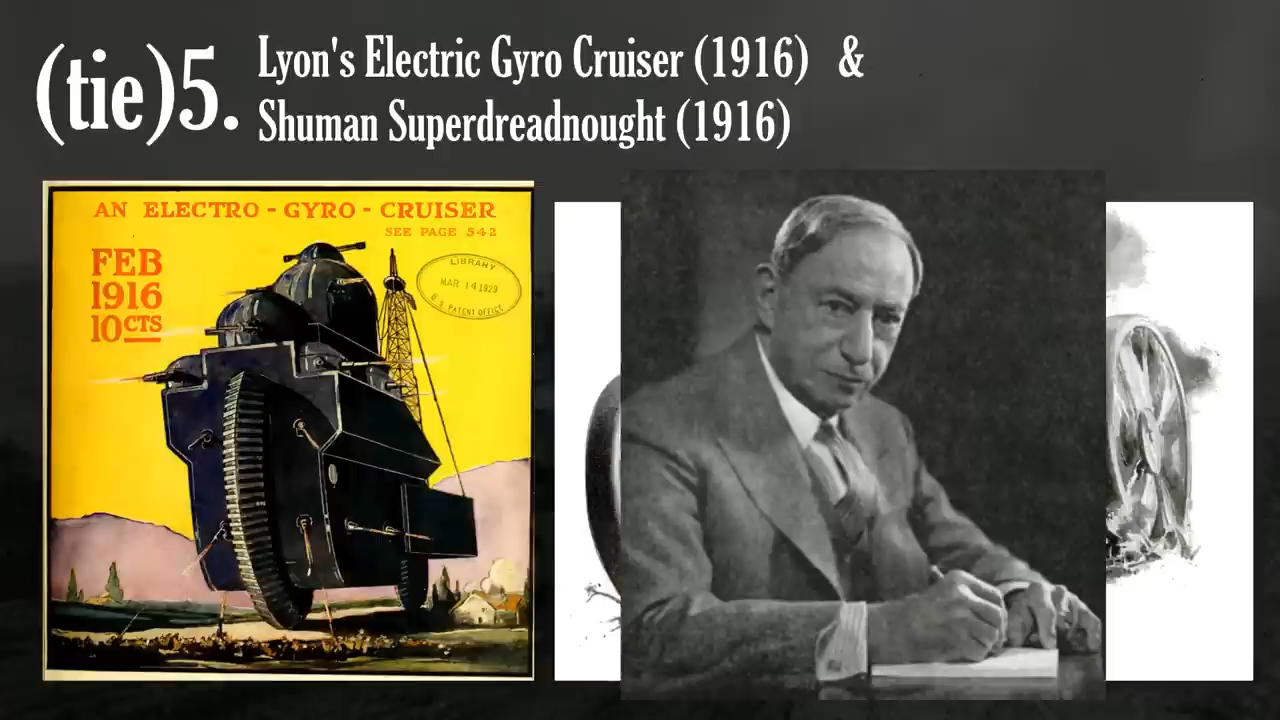 (tie)5.
Lyon's Electric Gyro Cruiser (1916) &
Shuman Superdreadnought (1916)
AN ELECTRO-GYRO-CRUISER
SEE PAGE 542
FEB
1916
10CTS
LIBRARY
MAR 14 1929
U.S. PATENT OFFICE